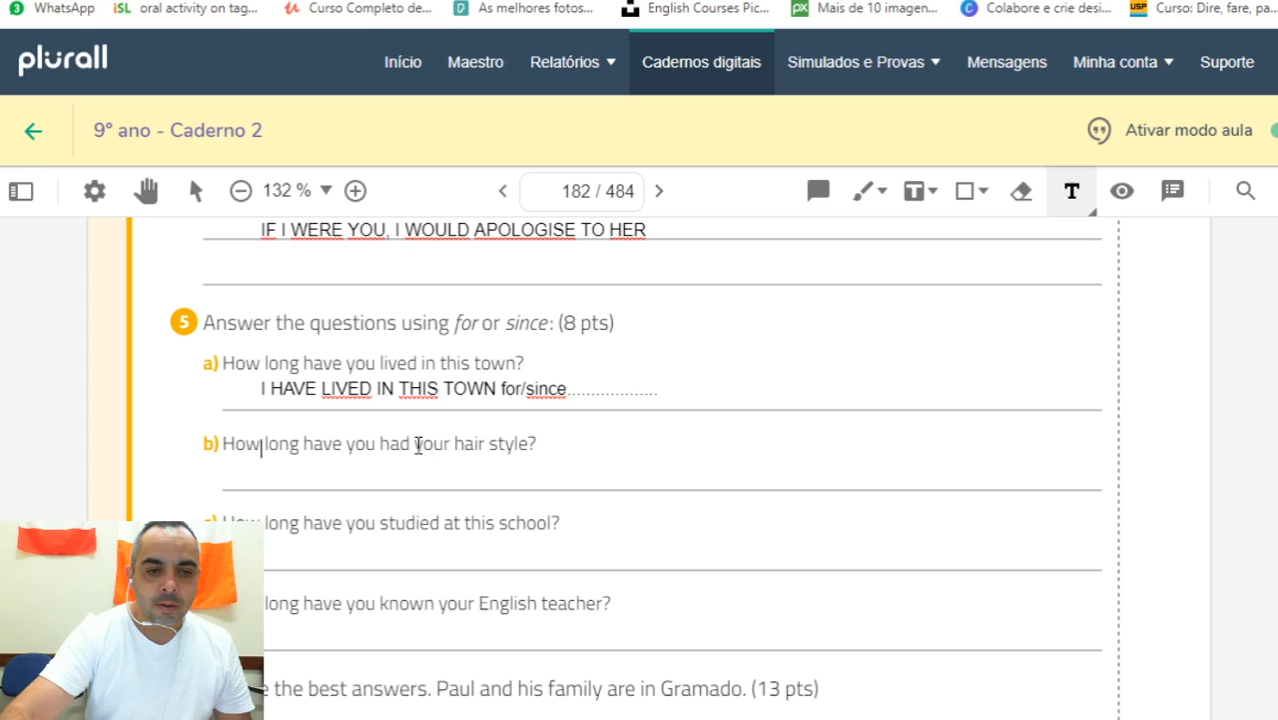 WhatsApp iSL oral activity on tag... Curso Completo de... As melhores fotos... English Courses Pic... px Mais de 10 imagen... C Colabore e crie desi... USP Curso: Dire, fare, pa...
plurall Início Maestro Relatórios Cadernos digitais Simulados e Provas Mensagens Minha conta Suporte
9º ano - Caderno 2 Ativar modo aula
132 % 182 / 484 T T
IF I WERE YOU, I WOULD APOLOGISE TO HER
5 Answer the questions using for or since: (8 pts)
a) How long have you lived in this town?
I HAVE LIVED IN THIS TOWN for/since...................
b) How long have you had your hair style?
long have you studied at this school?
long have you known your English teacher?
the best answers. Paul and his family are in Gramado. (13 pts)